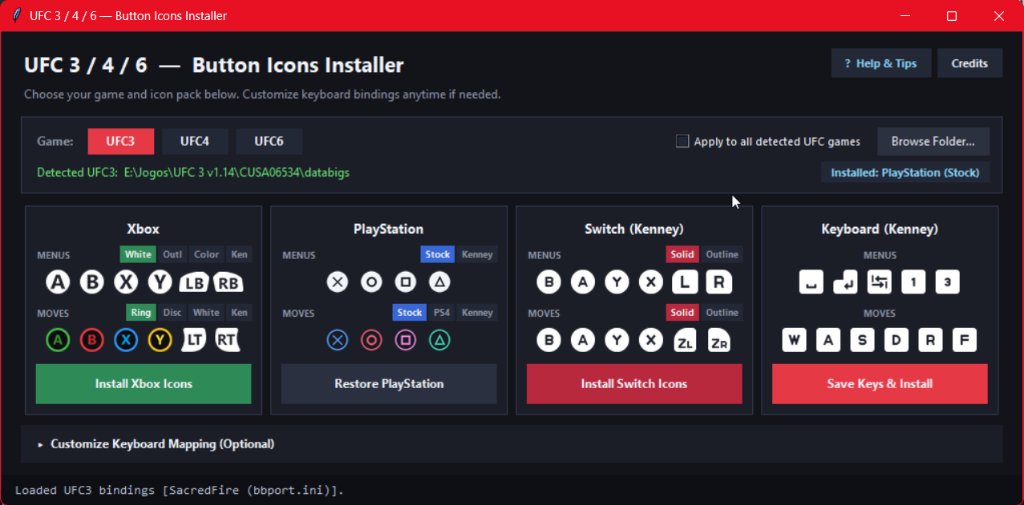 UFC 3 / 4 / 6 — Button Icons Installer
UFC 3 / 4 / 6 — Button Icons Installer
? Help & Tips
Credits
Choose your game and icon pack below. Customize keyboard bindings anytime if needed.
Game: UFC3 UFC4 UFC6
Apply to all detected UFC games
Browse Folder...
Detected UFC3: E:\Jogos\UFC 3 v1.14\CUSA06534\databigs
Installed: PlayStation (Stock)
Xbox
MENUS White Outl Color Ken
A B X Y LB RB
MOVES Ring Disc White Ken
A B X Y LT RT
Install Xbox Icons
PlayStation
MENUS Stock Kenney
MOVES Stock PS4 Kenney
Restore PlayStation
Switch (Kenney)
MENUS Solid Outline
B A Y X L R
MOVES Solid Outline
B A Y X ZL ZR
Install Switch Icons
Keyboard (Kenney)
MENUS
1 3
MOVES
W A S D R F
Save Keys & Install
▸ Customize Keyboard Mapping (Optional)
Loaded UFC3 bindings [SacredFire (bbport.ini)].